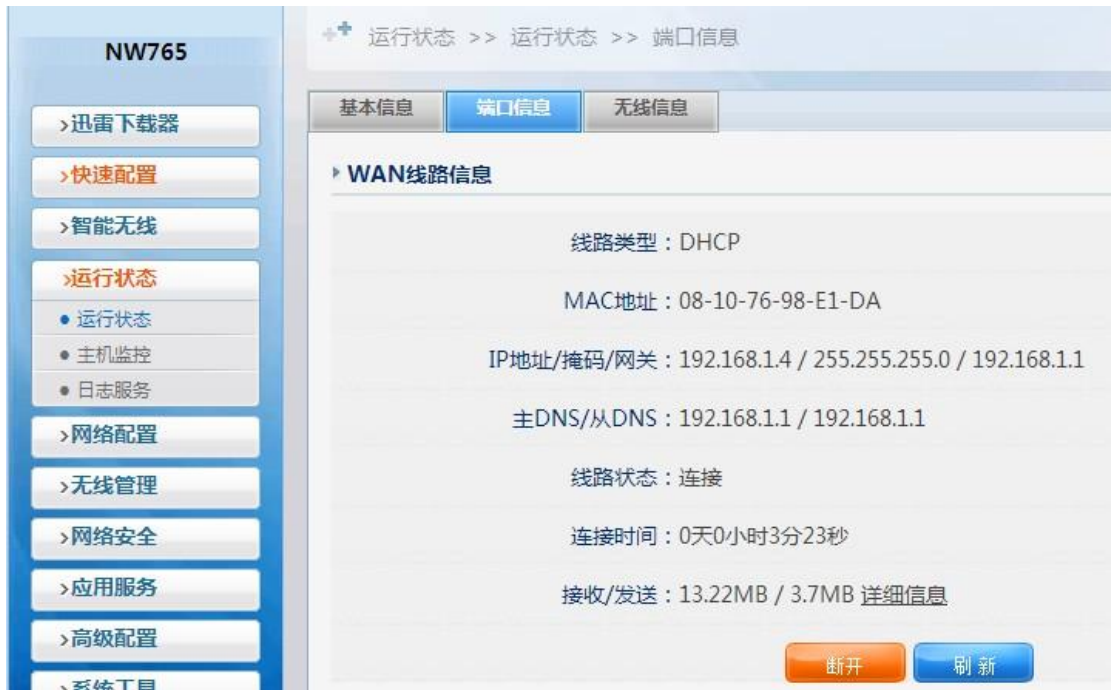 NW765
>迅雷下载器
>快速配置
>智能无线
>运行状态
● 运行状态
● 主机监控
● 日志服务
>网络配置
>无线管理
>网络安全
>应用服务
>高级配置
>系统工具
运行状态 >> 运行状态 >> 端口信息
基本信息 端口信息 无线信息
WAN线路信息
线路类型：DHCP
MAC地址：08-10-76-98-E1-DA
IP地址/掩码/网关：192.168.1.4 / 255.255.255.0 / 192.168.1.1
主DNS/从DNS：192.168.1.1 / 192.168.1.1
线路状态：连接
连接时间：0天0小时3分23秒
接收/发送：13.22MB / 3.7MB 详细信息
断开 刷新